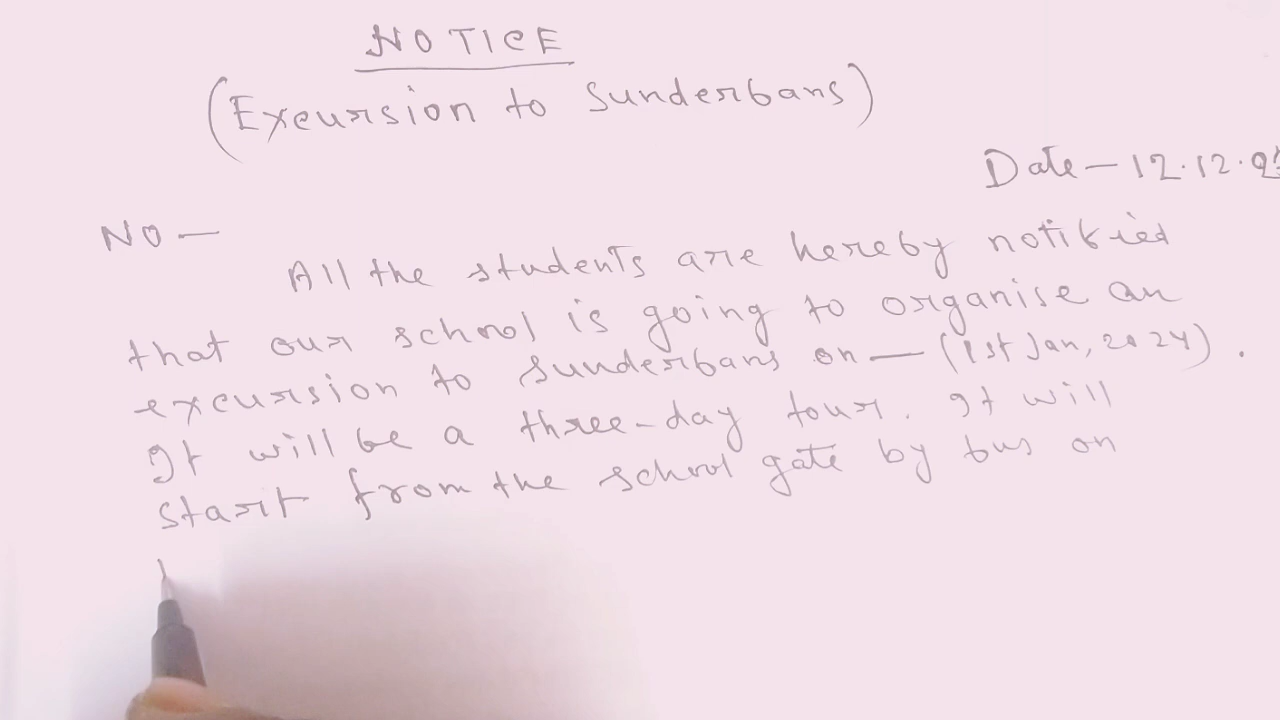 NOTICE
(Excursion to Sunderbans)
Date – 12.12.2
NO –
All the students are hereby notified
that our school is going to organise an
excursion to Sunderbans on – (1st Jan, 2024).
It will be a three-day tour. It will
start from the school gate by bus on